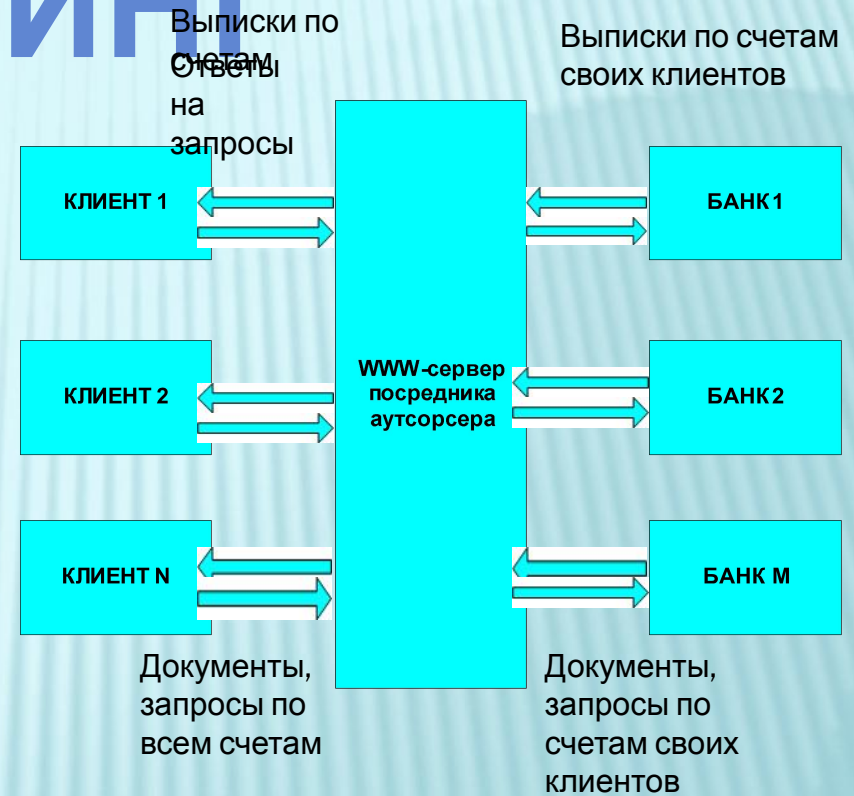 Выписки по
счетам
Ответы
на
запросы
Выписки по счетам
своих клиентов
КЛИЕНТ 1
БАНК 1
КЛИЕНТ 2
WWW-сервер
посредника
аутсорсера
БАНК 2
КЛИЕНТ N
БАНК M
Документы,
запросы по
всем счетам
Документы,
запросы по
счетам своих
клиентов